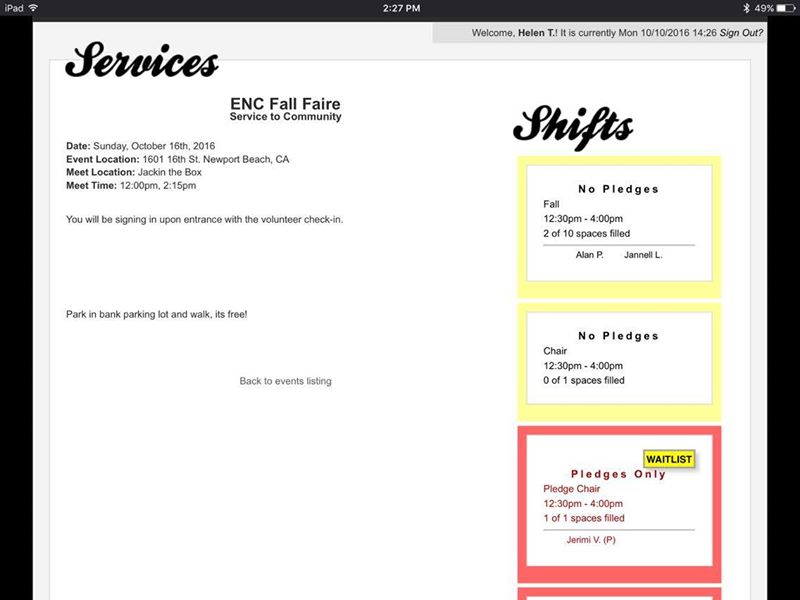 iPad 2:27 PM 49%
Welcome, Helen T.! It is currently Mon 10/10/2016 14:26 Sign Out?
Services
ENC Fall Faire
Service to Community
Date: Sunday, October 16th, 2016
Event Location: 1601 16th St. Newport Beach, CA
Meet Location: Jackin the Box
Meet Time: 12:00pm, 2:15pm
You will be signing in upon entrance with the volunteer check-in.
Park in bank parking lot and walk, its free!
Back to events listing
Shifts
No Pledges
Fall
12:30pm - 4:00pm
2 of 10 spaces filled
Alan P. Jannell L.
No Pledges
Chair
12:30pm - 4:00pm
0 of 1 spaces filled
WAITLIST
Pledges Only
Pledge Chair
12:30pm - 4:00pm
1 of 1 spaces filled
Jerimi V. (P)